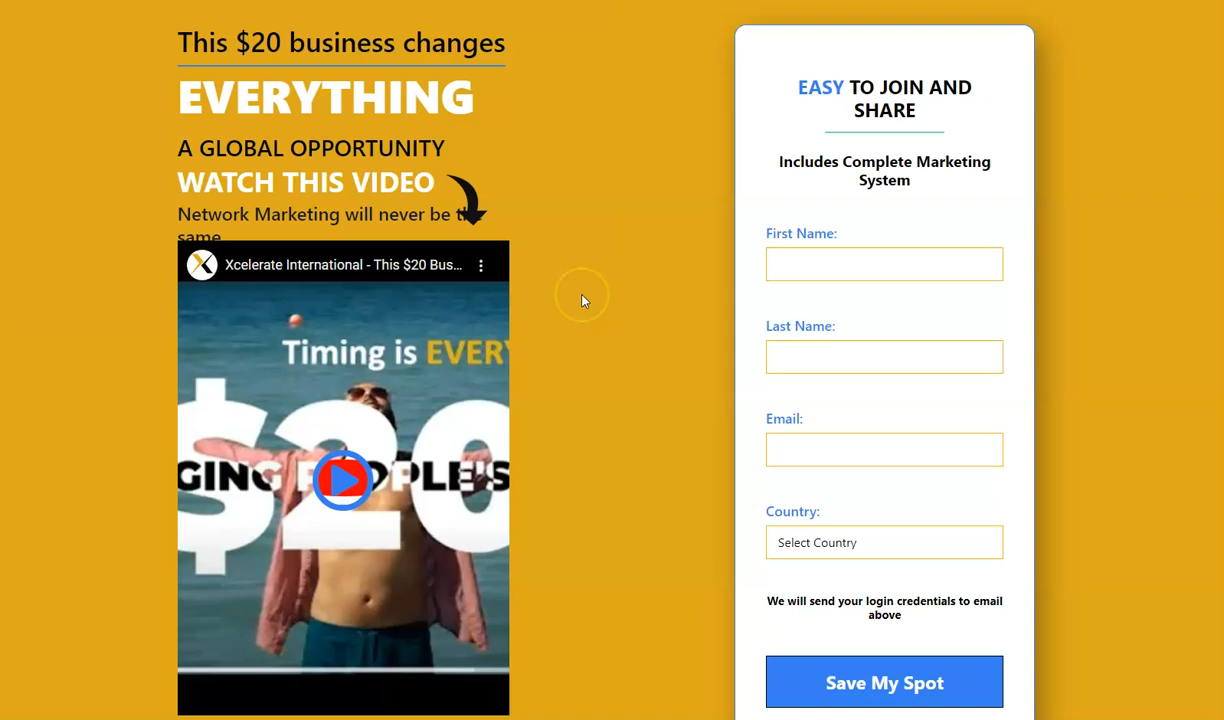 This $20 business changes
EVERYTHING
A GLOBAL OPPORTUNITY
WATCH THIS VIDEO
Network Marketing will never be the
same
Xcelerate International - This $20 Bus...
Timing is EVERY
$20
GING PEOPLE'S
EASY TO JOIN AND
SHARE
Includes Complete Marketing
System
First Name:
Last Name:
Email:
Country:
Select Country
We will send your login credentials to email
above
Save My Spot